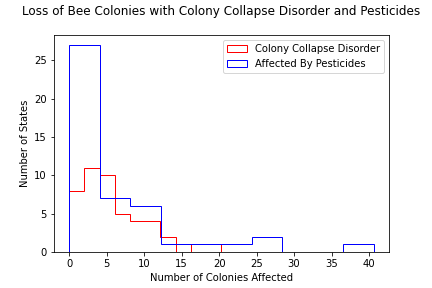 Loss of Bee Colonies with Colony Collapse Disorder and Pesticides
Colony Collapse Disorder
Affected By Pesticides
Number of States
25
20
15
10
5
0
0 5 10 15 20 25 30 35 40
Number of Colonies Affected